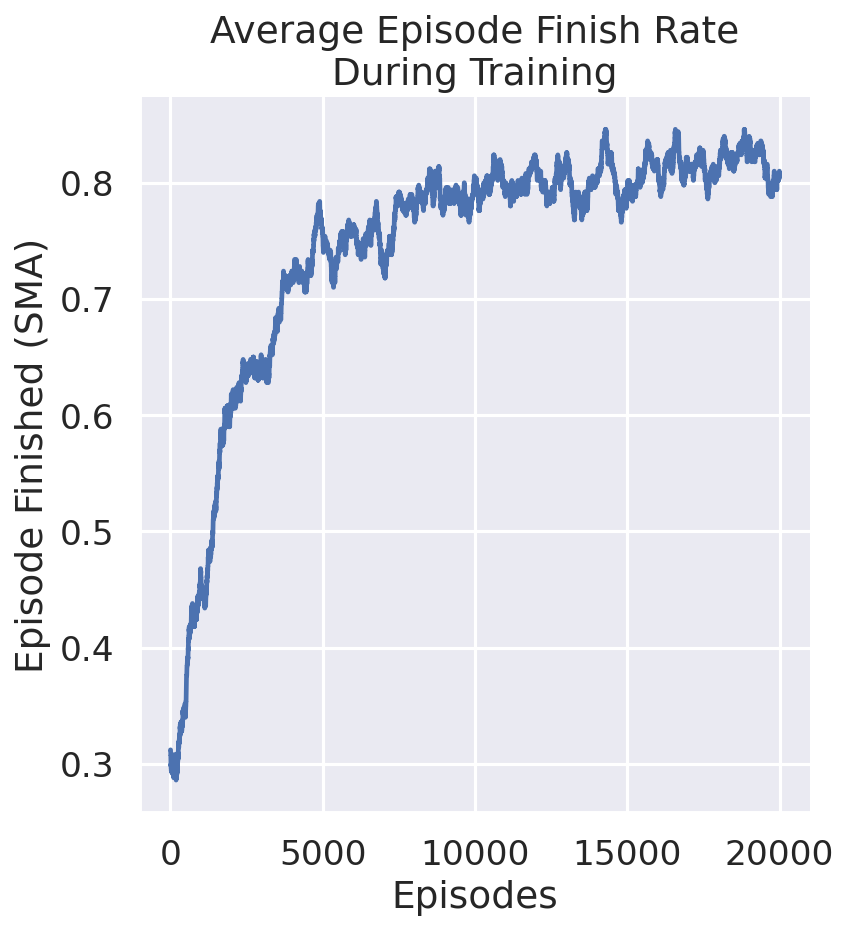 Average Episode Finish Rate
During Training
Episode Finished (SMA)
0.8
0.7
0.6
0.5
0.4
0.3
0 5000 10000 15000 20000
Episodes